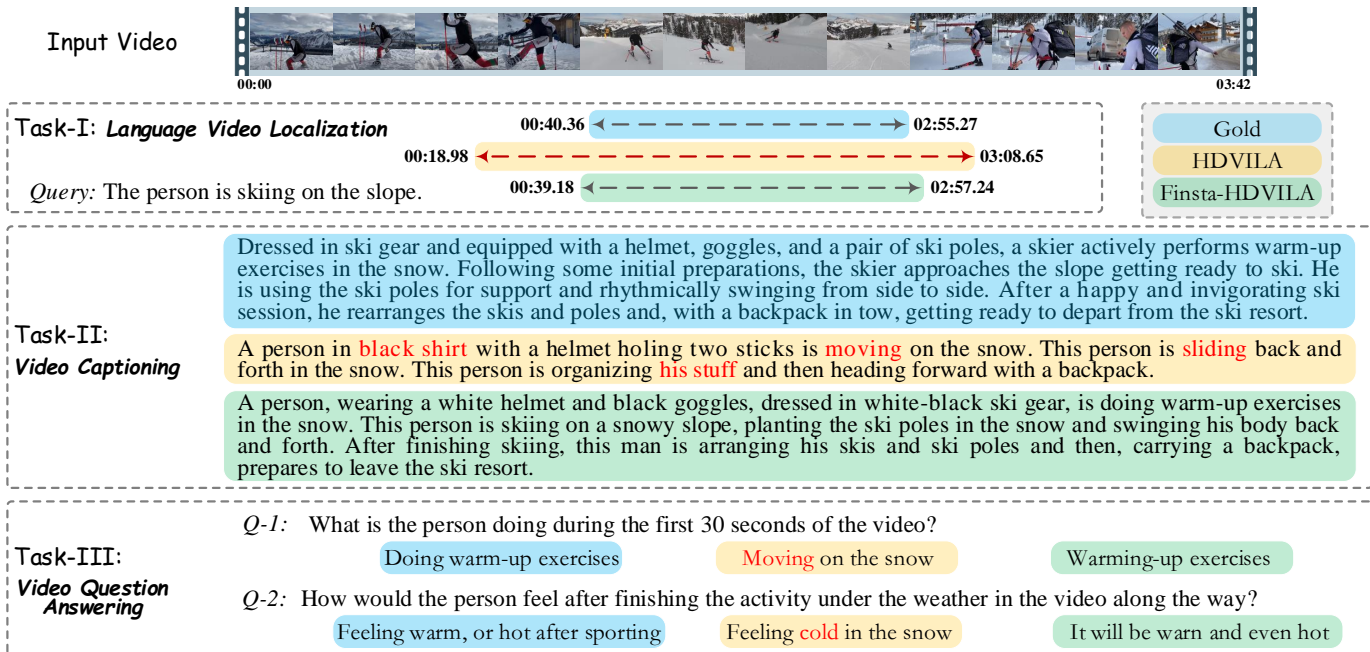 Input Video
00:00
03:42
Task-I: Language Video Localization
00:40.36
02:55.27
00:18.98
03:08.65
Query: The person is skiing on the slope.
00:39.18
02:57.24
Gold
HDVILA
Finsta-HDVILA
Task-II:
Video Captioning
Dressed in ski gear and equipped with a helmet, goggles, and a pair of ski poles, a skier actively performs warm-up
exercises in the snow. Following some initial preparations, the skier approaches the slope getting ready to ski. He
is using the ski poles for support and rhythmically swinging from side to side. After a happy and invigorating ski
session, he rearranges the skis and poles and, with a backpack in tow, getting ready to depart from the ski resort.
A person in black shirt with a helmet holing two sticks is moving on the snow. This person is sliding back and
forth in the snow. This person is organizing his stuff and then heading forward with a backpack.
A person, wearing a white helmet and black goggles, dressed in white-black ski gear, is doing warm-up exercises
in the snow. This person is skiing on a snowy slope, planting the ski poles in the snow and swinging his body back
and forth. After finishing skiing, this man is arranging his skis and ski poles and then, carrying a backpack,
prepares to leave the ski resort.
Task-III:
Video Question
Answering
Q-1: What is the person doing during the first 30 seconds of the video?
Doing warm-up exercises
Moving on the snow
Warming-up exercises
Q-2: How would the person feel after finishing the activity under the weather in the video along the way?
Feeling warm, or hot after sporting
Feeling cold in the snow
It will be warn and even hot